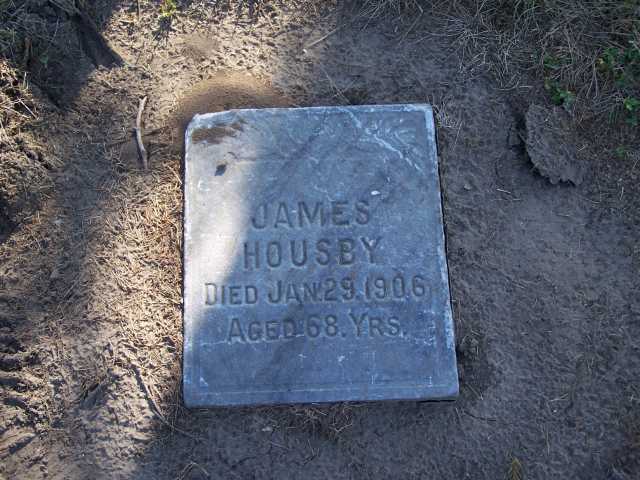 JAMES
HOUSBY
DIED JAN. 29. 1906
AGED 68. YRS.